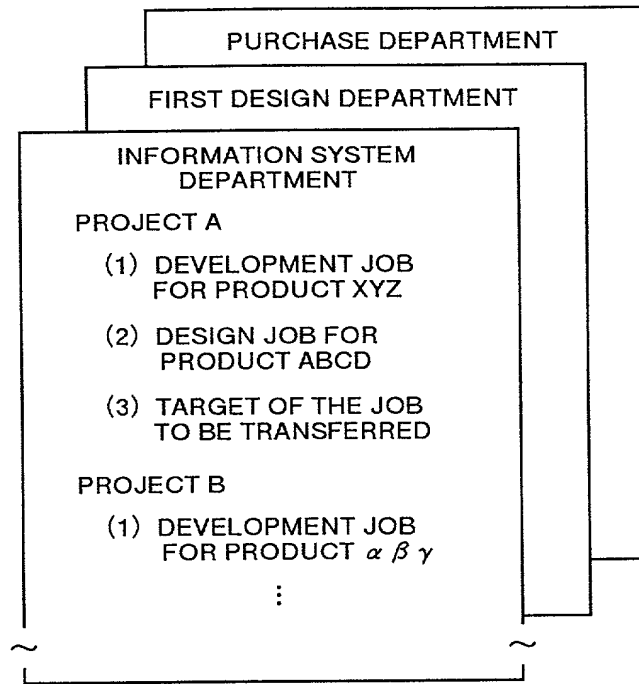 PURCHASE DEPARTMENT
FIRST DESIGN DEPARTMENT
INFORMATION SYSTEM
DEPARTMENT
PROJECT A
(1) DEVELOPMENT JOB
FOR PRODUCT XYZ
(2) DESIGN JOB FOR
PRODUCT ABCD
(3) TARGET OF THE JOB
TO BE TRANSFERRED
PROJECT B
(1) DEVELOPMENT JOB
FOR PRODUCT α β γ
⋮